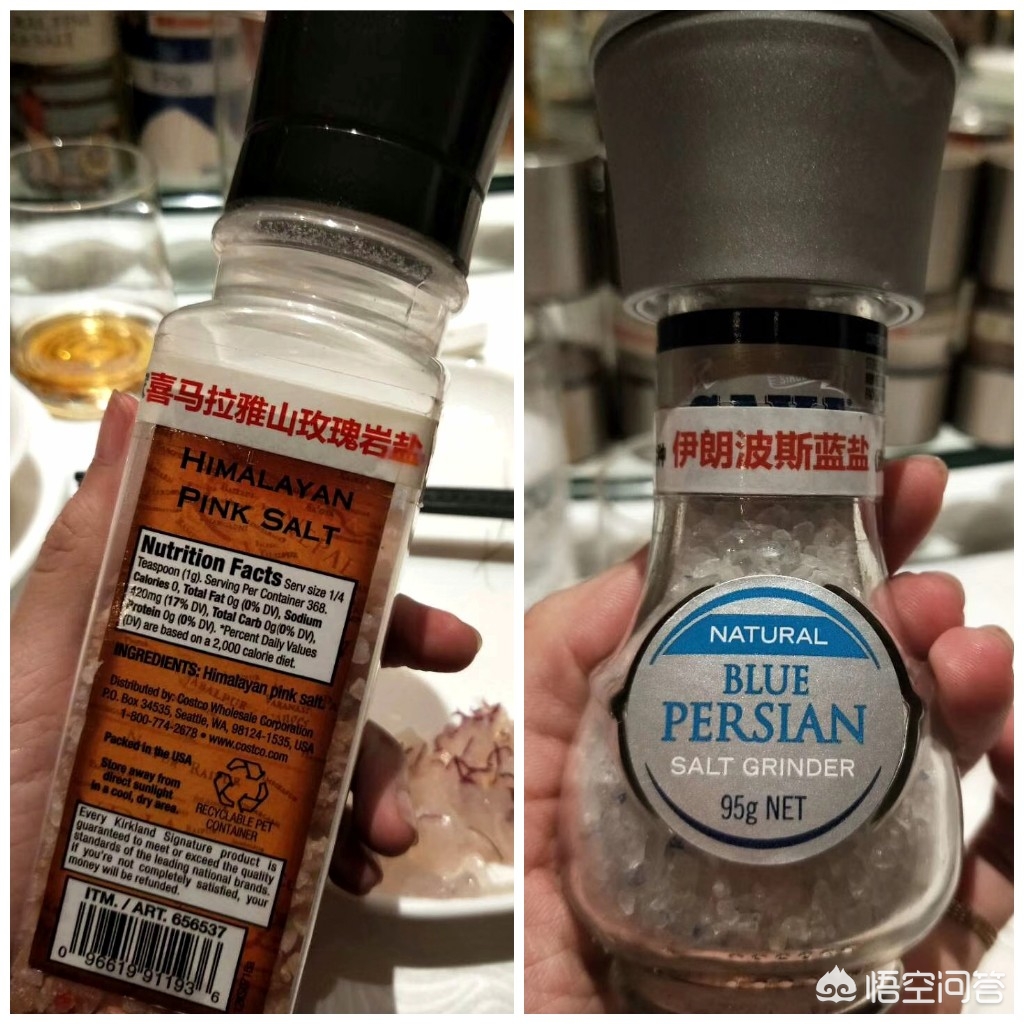 喜马拉雅山玫瑰岩盐
HIMALAYAN
PINK SALT
Nutrition Facts Serv size 1/4
Teaspoon (1g). Serving Per Container 368.
Calories 0, Total Fat 0g (0% DV), Sodium
420mg (17% DV), Total Carb 0g(0% DV),
Protein 0g (0% DV). *Percent Daily Values
(DV) are based on a 2,000 calorie diet.
INGREDIENTS: Himalayan pink salt.
Distributed by: Costco Wholesale Corporation
P.O. Box 34535, Seattle, WA, 98124-1535, USA
1-800-774-2678 • www.costco.com
Packed in the USA
Store away from
direct sunlight
in a cool, dry area.
RECYCLABLE PET
CONTAINER
Every Kirkland Signature product is
guaranteed to meet or exceed the quality
standards of the leading national brands.
If you're not completely satisfied, your
money will be refunded.
ITM. / ART. 656537
0 96619 91193 6
伊朗波斯蓝盐
NATURAL
BLUE
PERSIAN
SALT GRINDER
95g NET
悟空问答